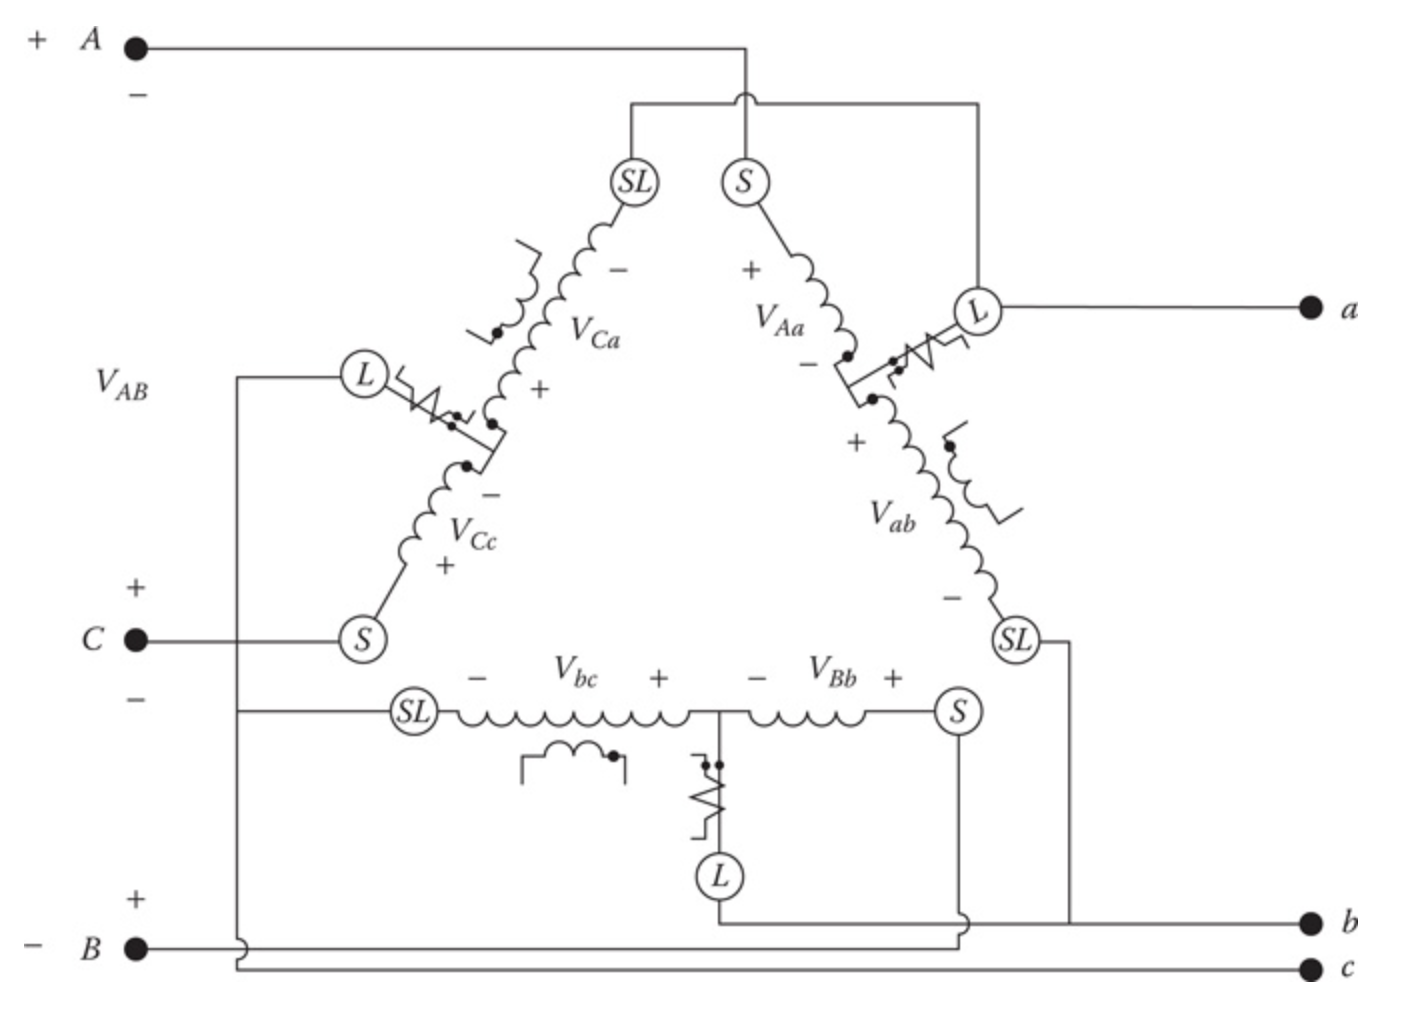 + A
−
SL S
− +
V_Ca V_Aa
− L a
L
V_AB
+
+
−
V_Cc V_ab
+
+
−
C S SL
−
− V_bc + − V_Bb +
SL S
L
+
b
− B
c